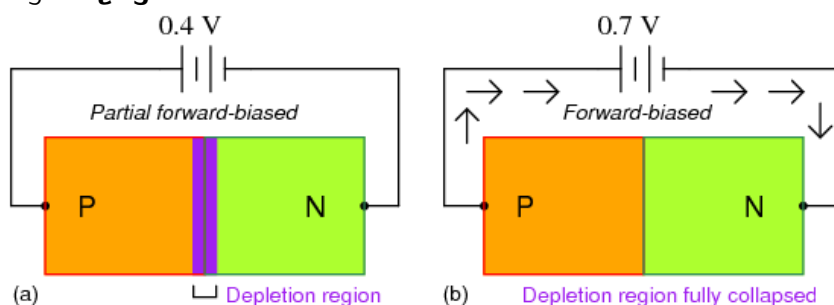 0.4 V
Partial forward-biased
P
N
(a)
Depletion region
0.7 V
Forward-biased
P
N
(b)
Depletion region fully collapsed